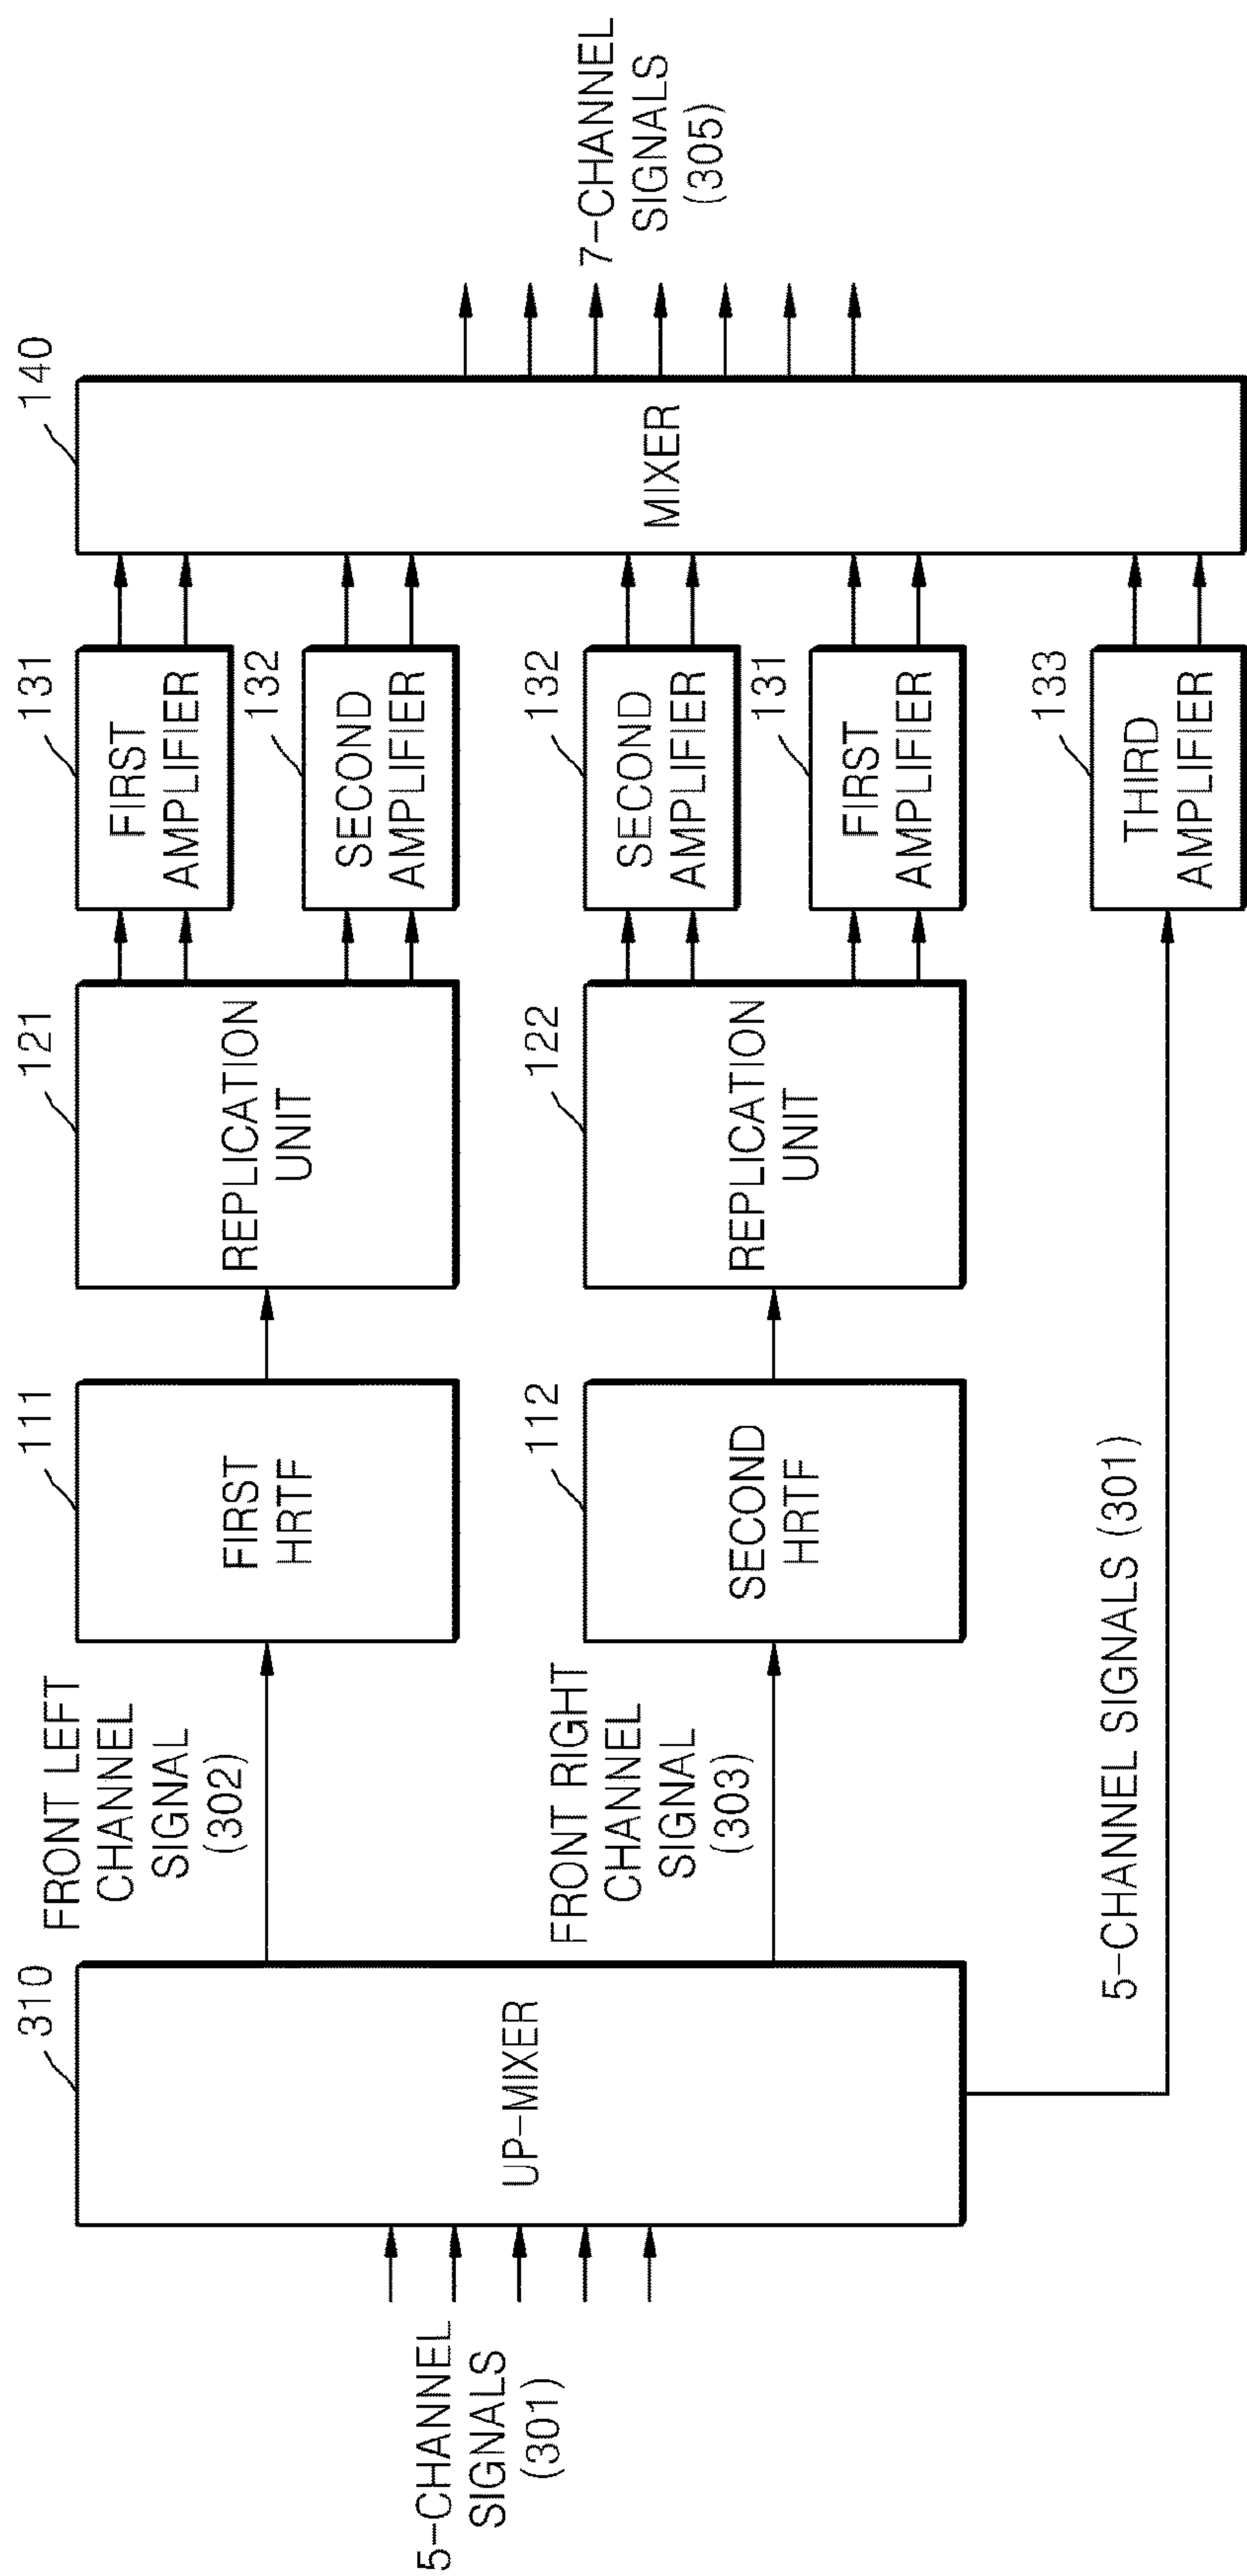 5-CHANNEL
SIGNALS
(301)
310
UP-MIXER
FRONT LEFT
CHANNEL
SIGNAL
(302)
FRONT RIGHT
CHANNEL
SIGNAL
(303)
5-CHANNEL SIGNALS (301)
111
FIRST
HRTF
112
SECOND
HRTF
121
REPLICATION
UNIT
122
REPLICATION
UNIT
131
FIRST
AMPLIFIER
132
SECOND
AMPLIFIER
132
SECOND
AMPLIFIER
131
FIRST
AMPLIFIER
133
THIRD
AMPLIFIER
140
MIXER
7-CHANNEL
SIGNALS
(305)